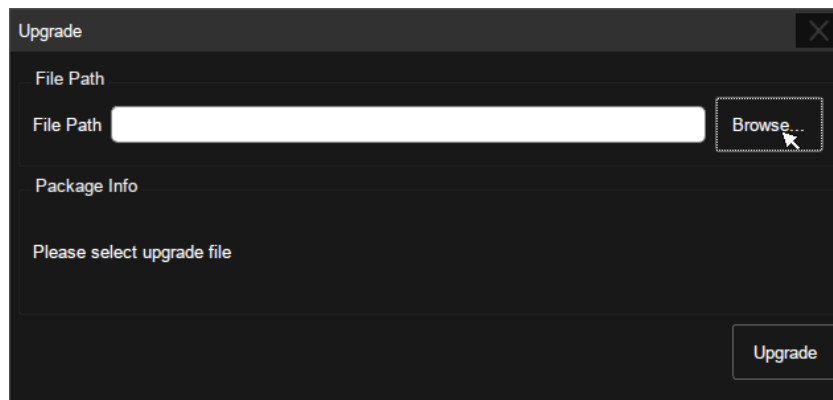 Upgrade
File Path
File Path Browse...
Package Info
Please select upgrade file
Upgrade